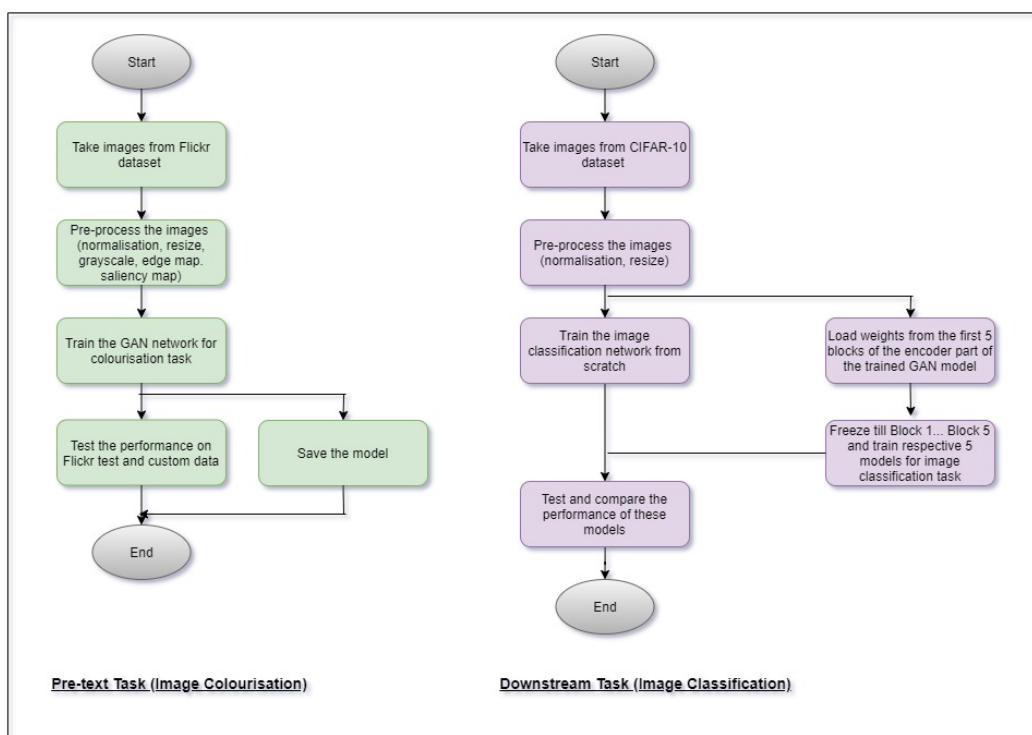 Start
Take images from Flickr
dataset
Pre-process the images
(normalisation, resize,
grayscale, edge map.
saliency map)
Train the GAN network for
colourisation task
Test the performance on
Flickr test and custom data
Save the model
End
Pre-text Task (Image Colourisation)
Start
Take images from CIFAR-10
dataset
Pre-process the images
(normalisation, resize)
Train the image
classification network from
scratch
Load weights from the first 5
blocks of the encoder part of
the trained GAN model
Freeze till Block 1... Block 5
and train respective 5
models for image
classification task
Test and compare the
performance of these
models
End
Downstream Task (Image Classification)